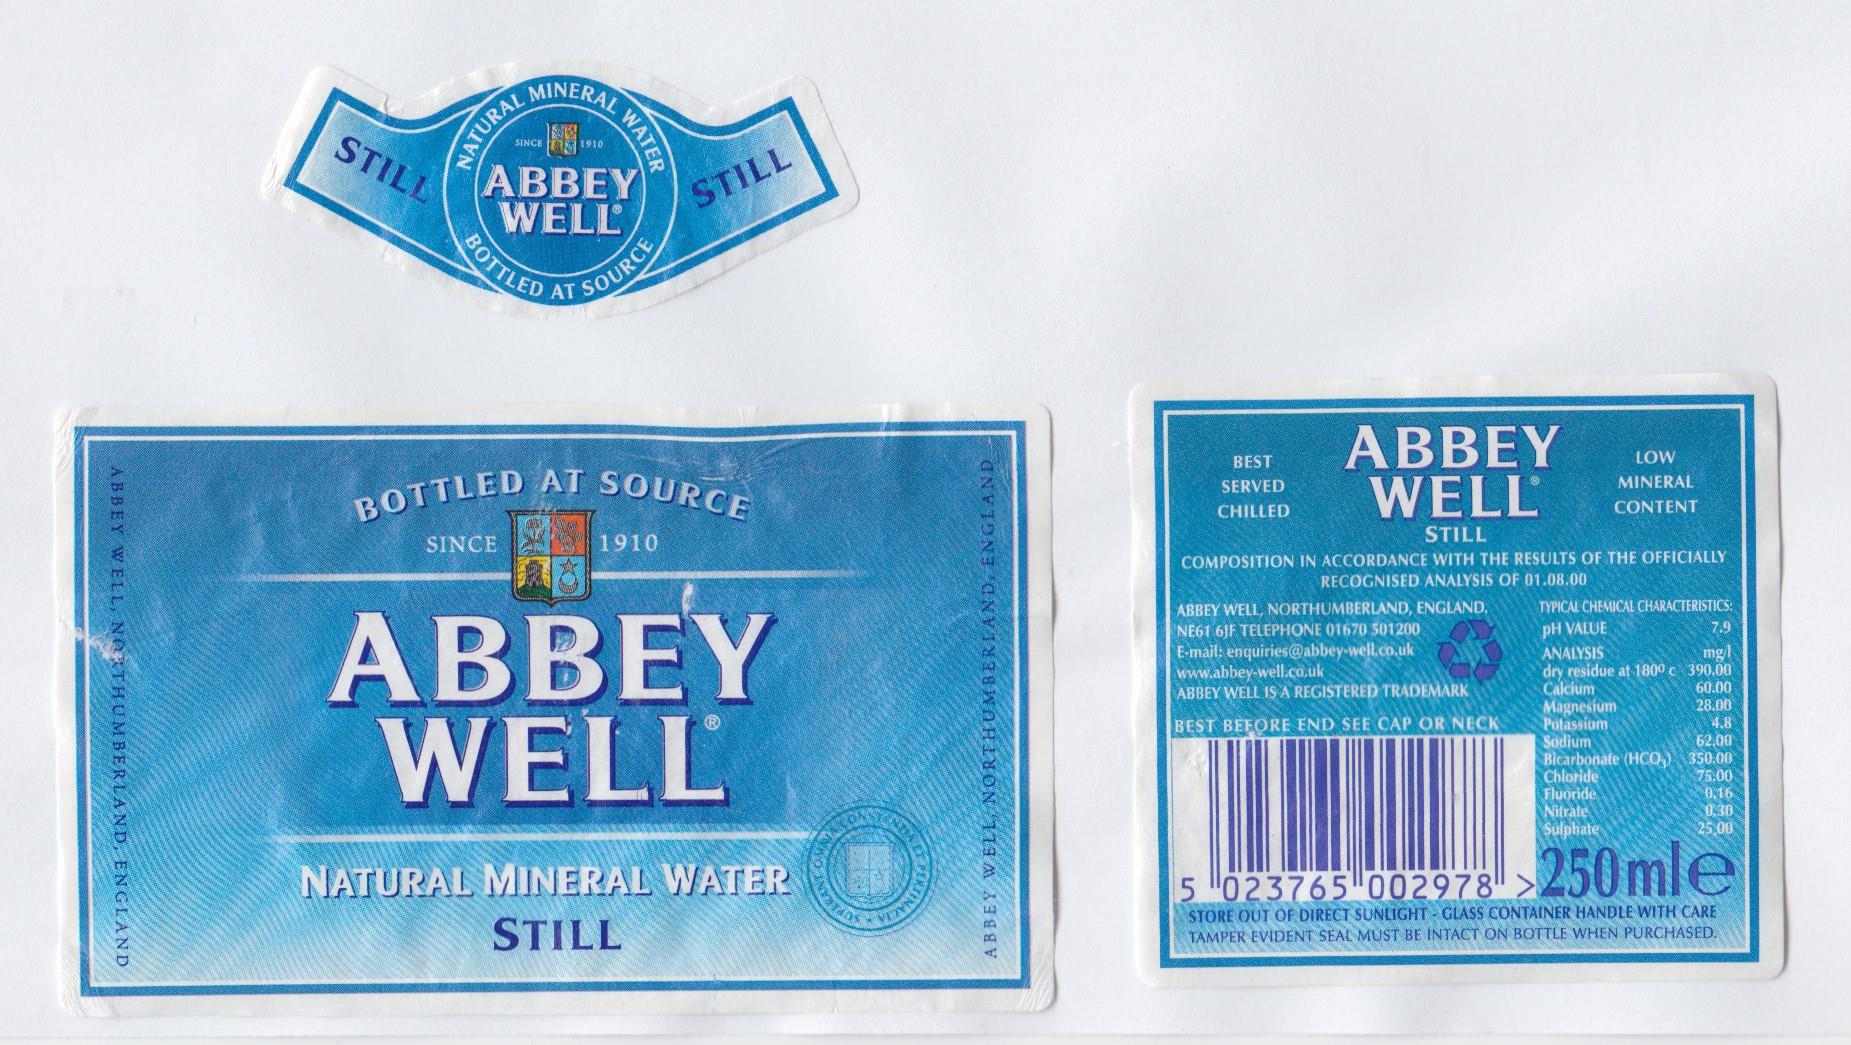 NATURAL MINERAL WATER
STILL
SINCE 1910
ABBEY
WELL®
STILL
BOTTLED AT SOURCE
ABBEY WELL, NORTHUMBERLAND, ENGLAND
BOTTLED AT SOURCE
SINCE 1910
ABBEY
WELL®
NATURAL MINERAL WATER
STILL
ABBEY WELL, NORTHUMBERLAND, ENGLAND
BEST
SERVED
CHILLED
ABBEY
WELL®
STILL
LOW
MINERAL
CONTENT
COMPOSITION IN ACCORDANCE WITH THE RESULTS OF THE OFFICIALLY
RECOGNISED ANALYSIS OF 01.08.00
ABBEY WELL, NORTHUMBERLAND, ENGLAND.
NE61 6JF TELEPHONE 01670 501200
E-mail: enquiries@abbey-well.co.uk
www.abbey-well.co.uk
ABBEY WELL IS A REGISTERED TRADEMARK
BEST BEFORE END SEE CAP OR NECK
TYPICAL CHEMICAL CHARACTERISTICS:
pH VALUE 7.9
ANALYSIS mg/l
dry residue at 180º c 390.00
Calcium 60.00
Magnesium 28.00
Potassium 4.8
Sodium 62.00
Bicarbonate (HCO₃) 350.00
Chloride 75.00
Fluoride 0.16
Nitrate 0.30
Sulphate 25.00
5 023765 002978 >
250ml e
STORE OUT OF DIRECT SUNLIGHT - GLASS CONTAINER HANDLE WITH CARE
TAMPER EVIDENT SEAL MUST BE INTACT ON BOTTLE WHEN PURCHASED.